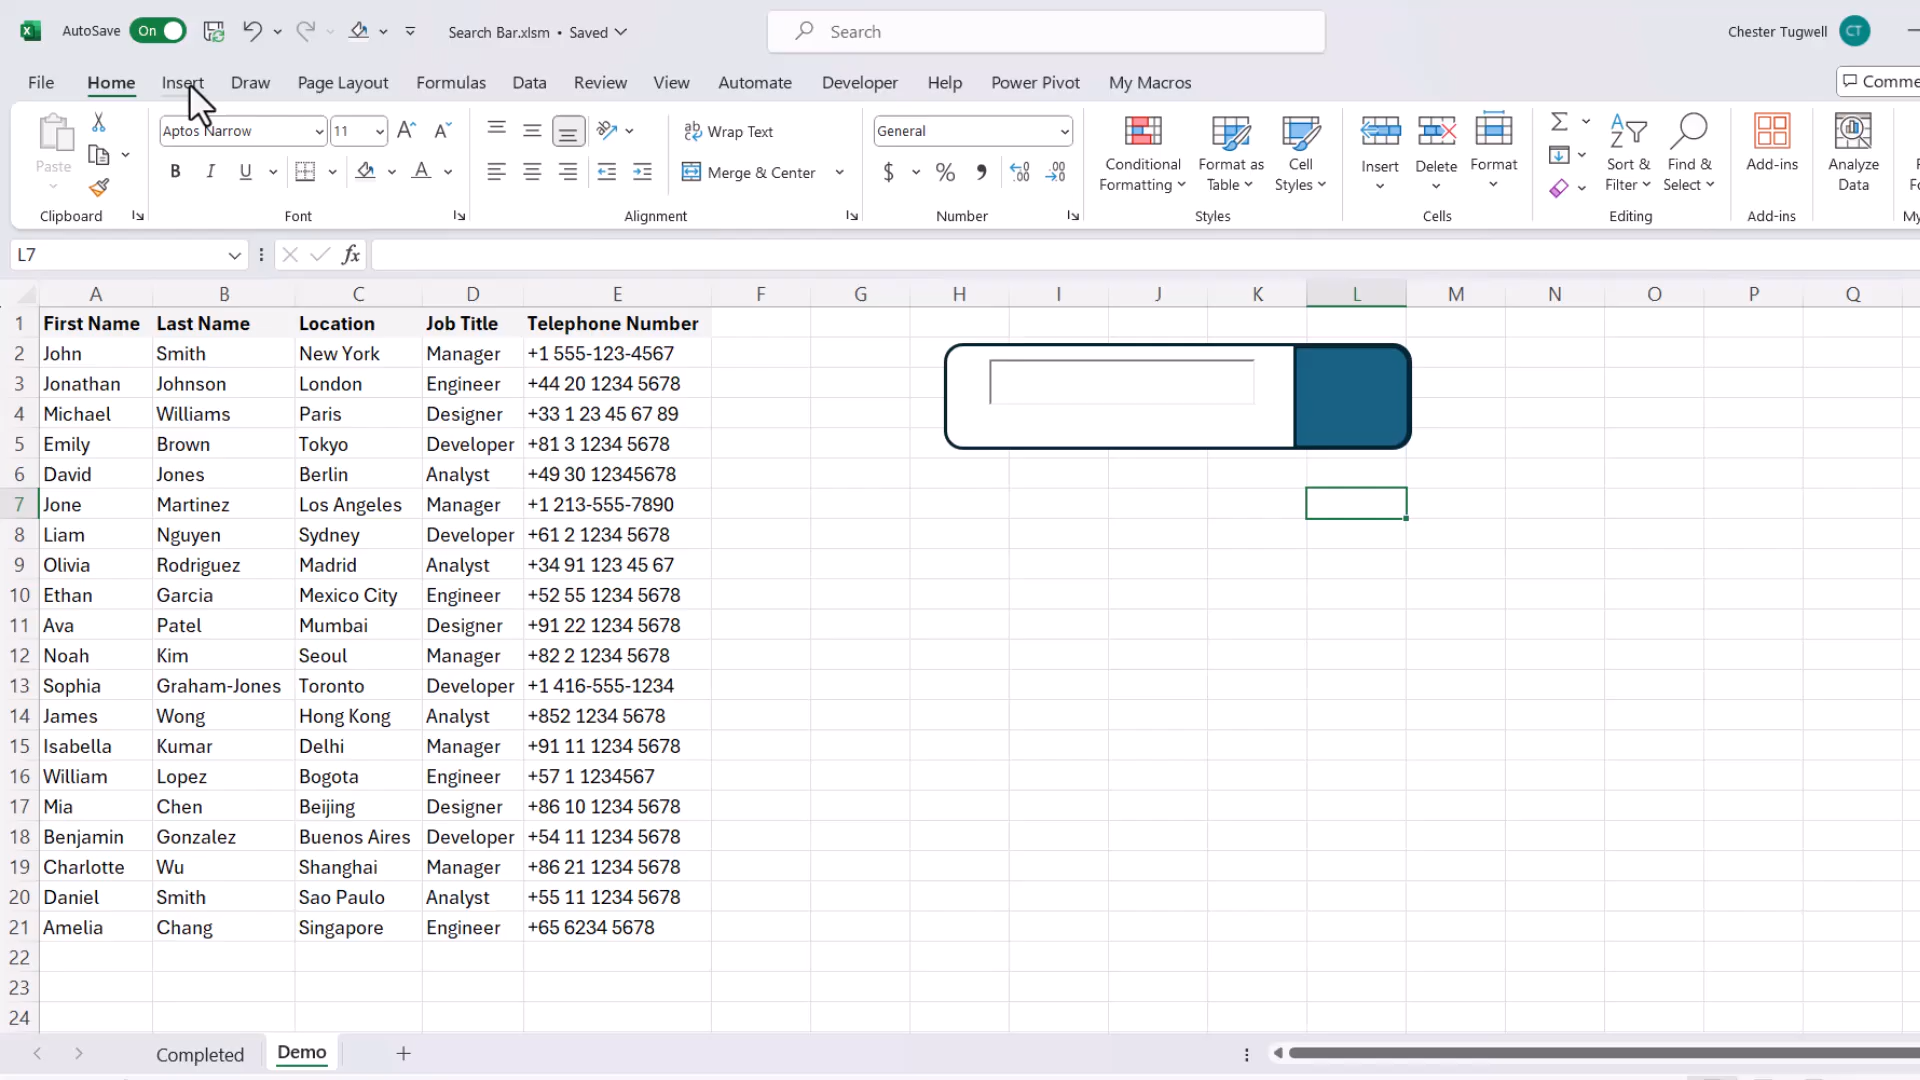 AutoSave On Search Bar.xlsm • Saved Search Chester Tugwell CT
File Home Insert Draw Page Layout Formulas Data Review View Automate Developer Help Power Pivot My Macros
Paste Aptos Narrow 11 Wrap Text General Conditional Formatting Format as Table Cell Styles Insert Delete Format Sort & Filter Find & Select Add-ins Analyze Data
B I U Merge & Center $ %
Clipboard Font Alignment Number Styles Cells Editing Add-ins
L7 fx
A B C D E F G H I J K L M N O P Q
1 First Name Last Name Location Job Title Telephone Number
2 John Smith New York Manager +1 555-123-4567
3 Jonathan Johnson London Engineer +44 20 1234 5678
4 Michael Williams Paris Designer +33 1 23 45 67 89
5 Emily Brown Tokyo Developer +81 3 1234 5678
6 David Jones Berlin Analyst +49 30 12345678
7 Jone Martinez Los Angeles Manager +1 213-555-7890
8 Liam Nguyen Sydney Developer +61 2 1234 5678
9 Olivia Rodriguez Madrid Analyst +34 91 123 45 67
10 Ethan Garcia Mexico City Engineer +52 55 1234 5678
11 Ava Patel Mumbai Designer +91 22 1234 5678
12 Noah Kim Seoul Manager +82 2 1234 5678
13 Sophia Graham-Jones Toronto Developer +1 416-555-1234
14 James Wong Hong Kong Analyst +852 1234 5678
15 Isabella Kumar Delhi Manager +91 11 1234 5678
16 William Lopez Bogota Engineer +57 1 1234567
17 Mia Chen Beijing Designer +86 10 1234 5678
18 Benjamin Gonzalez Buenos Aires Developer +54 11 1234 5678
19 Charlotte Wu Shanghai Manager +86 21 1234 5678
20 Daniel Smith Sao Paulo Analyst +55 11 1234 5678
21 Amelia Chang Singapore Engineer +65 6234 5678
22
23
24
Completed Demo